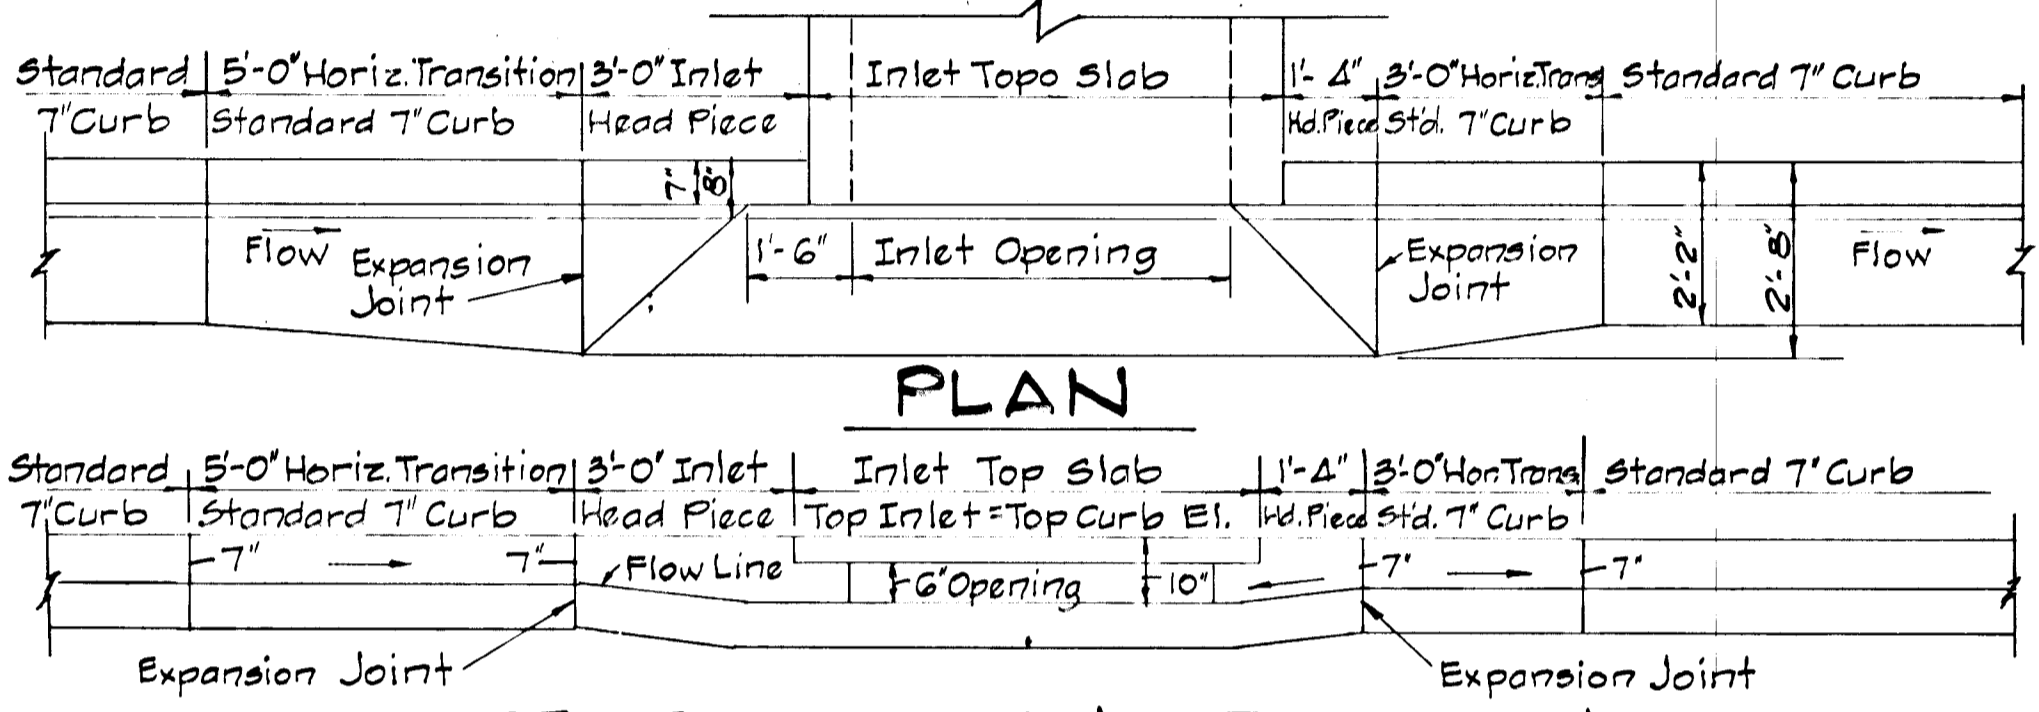 Standard 5'-0" Horiz. Transition 3'-0" Inlet Inlet Topo Slab 1'-4" 3'-0" Horiz.Trans Standard 7" Curb
7" Curb Standard 7" Curb Head Piece Hd.Piece St'd. 7" Curb
7" 8"
Flow Expansion Joint 1'-6" Inlet Opening Expansion Joint 2'-2" 2'-8" Flow
PLAN
Standard 5'-0" Horiz. Transition 3'-0" Inlet Inlet Top Slab 1'-4" 3'-0" Hor.Trans Standard 7" Curb
7" Curb Standard 7" Curb Head Piece Top Inlet = Top Curb El. Hd.Piece St'd. 7" Curb
7" 7" Flow Line 6" Opening 10" 7" 7"
Expansion Joint Expansion Joint